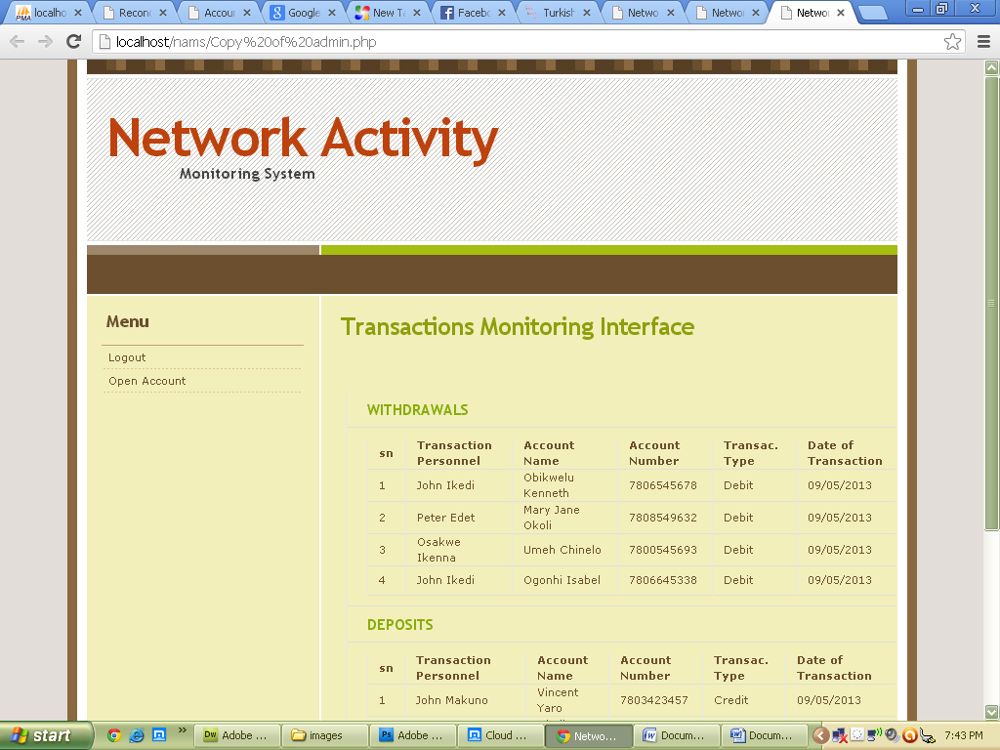 localho
Recon
Accoun
Google
New Ta
Facebo
Turkish
Netwo
Netwo
Netwo
localhost/nams/Copy%20of%20admin.php
Network Activity
Monitoring System
Menu
Logout
Open Account
Transactions Monitoring Interface
WITHDRAWALS
sn Transaction Personnel Account Name Account Number Transac. Type Date of Transaction
1 John Ikedi Obikwelu Kenneth 7806545678 Debit 09/05/2013
2 Peter Edet Mary Jane Okoli 7808549632 Debit 09/05/2013
3 Osakwe Ikenna Umeh Chinelo 7800545693 Debit 09/05/2013
4 John Ikedi Ogonhi Isabel 7806645338 Debit 09/05/2013
DEPOSITS
sn Transaction Personnel Account Name Account Number Transac. Type Date of Transaction
1 John Makuno Vincent Yaro 7803423457 Credit 09/05/2013
start
Adobe ...
images
Adobe ...
Cloud ...
Netwo...
Docum...
Docum...
7:43 PM